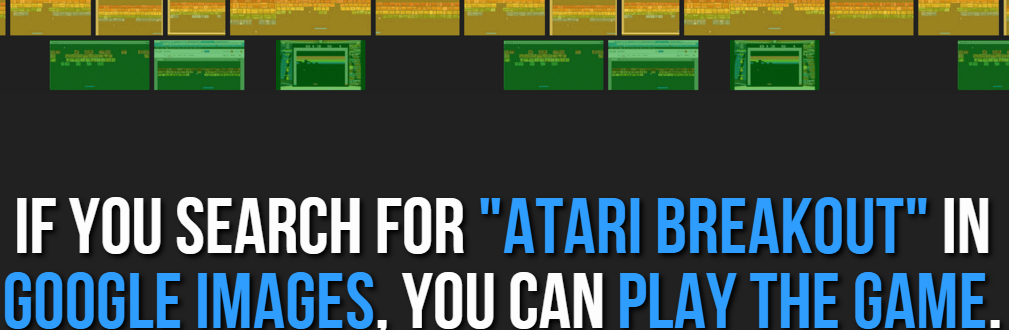 IF YOU SEARCH FOR "ATARI BREAKOUT" IN
GOOGLE IMAGES, YOU CAN PLAY THE GAME.